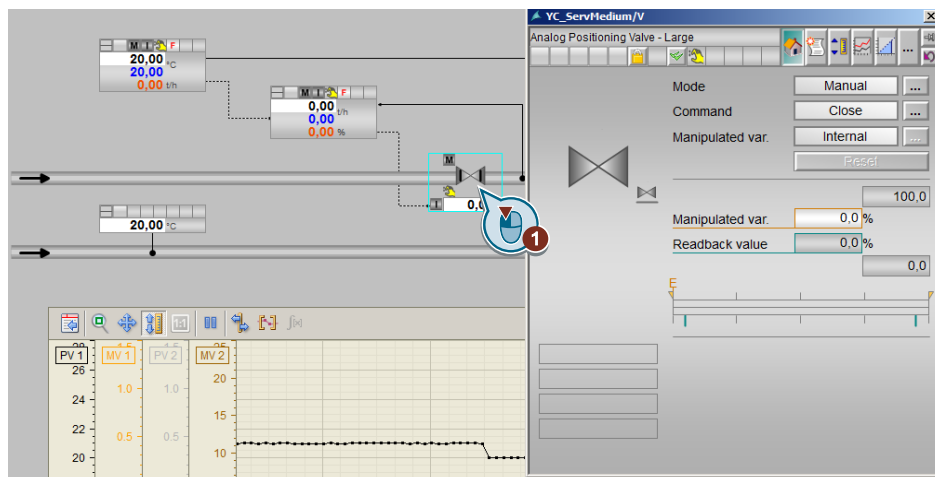 YC_ServMedium/V
Analog Positioning Valve - Large
M I F
20,00 °C
20,00
0,00 t/h
M I F
0,00 t/h
0,00
0,00 %
M
I 0,0
1
20,00 °C
Mode Manual ...
Command Close ...
Manipulated var. Internal ...
Reset
100,0
Manipulated var. 0,0 %
Readback value 0,0 %
0,0
E
1:1
f(x)
PV 1 MV 1 PV 2 MV 2
26
24 1.0 1.0 20
22 15
0.5 0.5
20 10